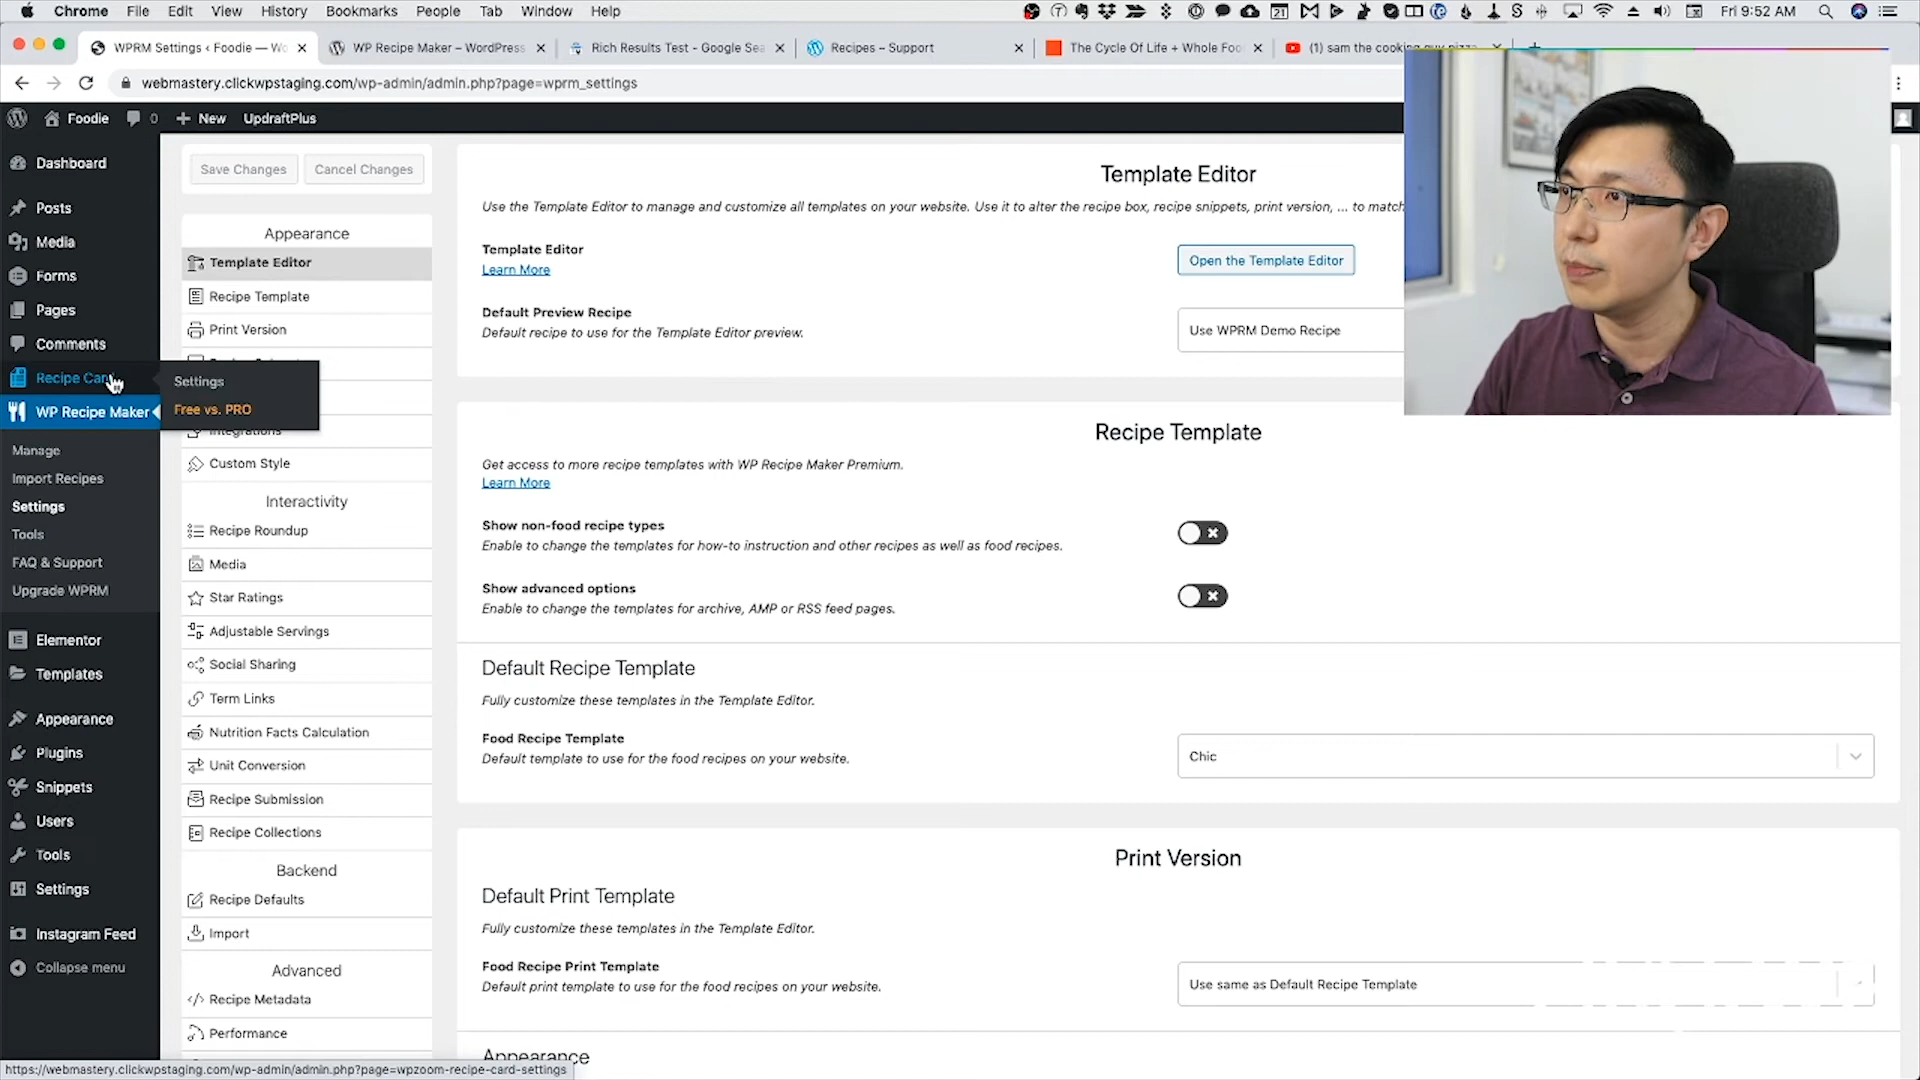 Chrome File Edit View History Bookmarks People Tab Window Help
21 Fri 9:52 AM
WPRM Settings ‹ Foodie — Wo
WP Recipe Maker – WordPress
Rich Results Test - Google Sea
Recipes – Support
The Cycle Of Life + Whole Foo
(1) sam the cooking guy pizza
webmastery.clickwpstaging.com/wp-admin/admin.php?page=wprm_settings
Foodie 0 New UpdraftPlus
Dashboard
Posts
Media
Forms
Pages
Comments
Recipe Car
WP Recipe Maker
Manage
Import Recipes
Settings
Tools
FAQ & Support
Upgrade WPRM
Elementor
Templates
Appearance
Plugins
Snippets
Users
Tools
Settings
Instagram Feed
Collapse menu
Settings
Free vs. PRO
Save Changes
Cancel Changes
Appearance
Template Editor
Recipe Template
Print Version
Integrations
Custom Style
Interactivity
Recipe Roundup
Media
Star Ratings
Adjustable Servings
Social Sharing
Term Links
Nutrition Facts Calculation
Unit Conversion
Recipe Submission
Recipe Collections
Backend
Recipe Defaults
Import
Advanced
Recipe Metadata
Performance
Template Editor
Use the Template Editor to manage and customize all templates on your website. Use it to alter the recipe box, recipe snippets, print version, ... to match
Template Editor
Learn More
Open the Template Editor
Default Preview Recipe
Default recipe to use for the Template Editor preview.
Use WPRM Demo Recipe
Recipe Template
Get access to more recipe templates with WP Recipe Maker Premium.
Learn More
Show non-food recipe types
Enable to change the templates for how-to instruction and other recipes as well as food recipes.
Show advanced options
Enable to change the templates for archive, AMP or RSS feed pages.
Default Recipe Template
Fully customize these templates in the Template Editor.
Food Recipe Template
Default template to use for the food recipes on your website.
Chic
Print Version
Default Print Template
Fully customize these templates in the Template Editor.
Food Recipe Print Template
Default print template to use for the food recipes on your website.
Use same as Default Recipe Template
Appearance
https://webmastery.clickwpstaging.com/wp-admin/admin.php?page=wpzoom-recipe-card-settings